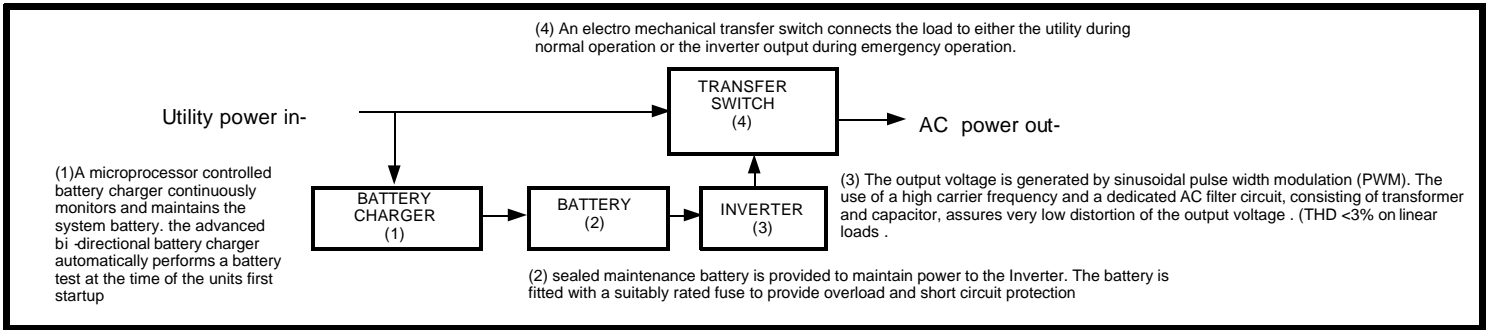 (4) An electro mechanical transfer switch connects the load to either the utility during
normal operation or the inverter output during emergency operation.
TRANSFER
SWITCH
(4)
Utility power in-
AC power out-
(1)A microprocessor controlled
battery charger continuously
monitors and maintains the
system battery. the advanced
bi -directional battery charger
automatically performs a battery
test at the time of the units first
startup
BATTERY
CHARGER
(1)
BATTERY
(2)
INVERTER
(3)
(3) The output voltage is generated by sinusoidal pulse width modulation (PWM). The
use of a high carrier frequency and a dedicated AC filter circuit, consisting of transformer
and capacitor, assures very low distortion of the output voltage . (THD <3% on linear
loads .
(2) sealed maintenance battery is provided to maintain power to the Inverter. The battery is
fitted with a suitably rated fuse to provide overload and short circuit protection